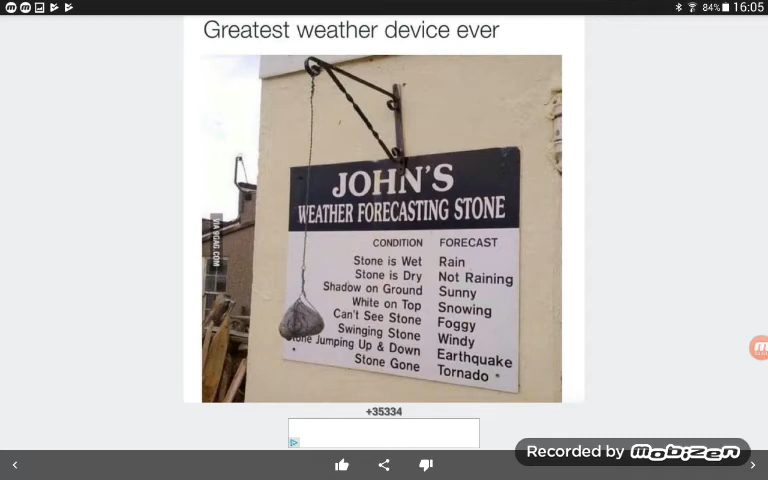 84% 16:05
Greatest weather device ever
JOHN'S
WEATHER FORECASTING STONE
CONDITION FORECAST
Stone is Wet Rain
Stone is Dry Not Raining
Shadow on Ground Sunny
White on Top Snowing
Can't See Stone Foggy
Swinging Stone Windy
Stone Jumping Up & Down Earthquake
Stone Gone Tornado
VIA 9GAG.COM
+35334
Recorded by mobizen